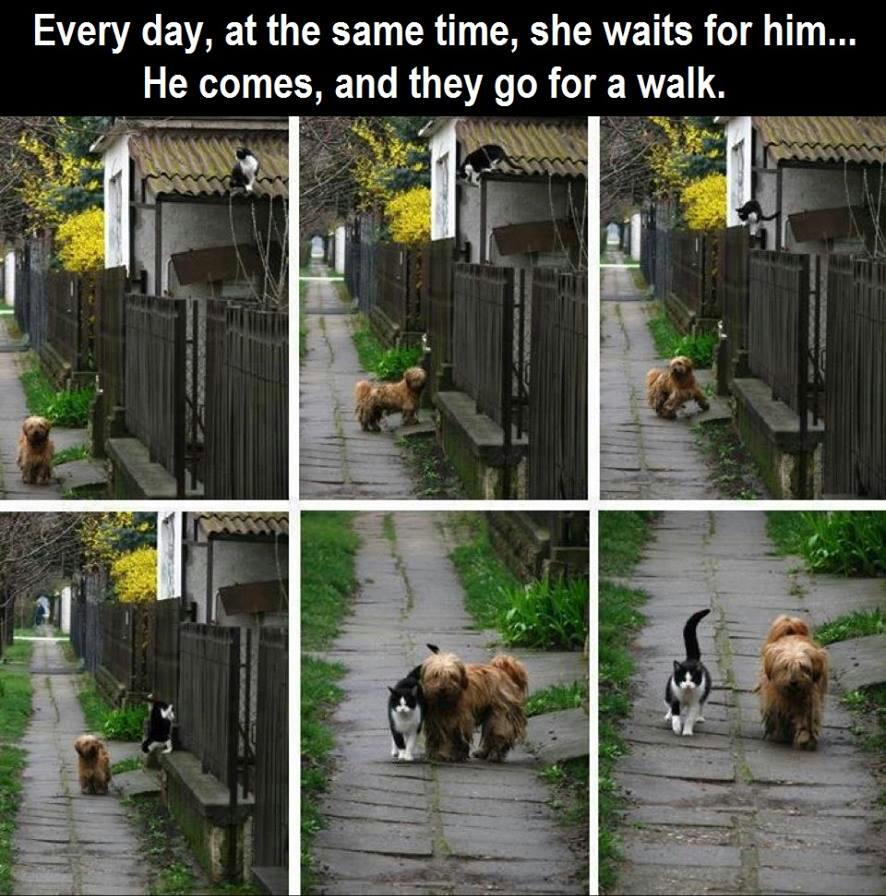 Every day, at the same time, she waits for him...
He comes, and they go for a walk.